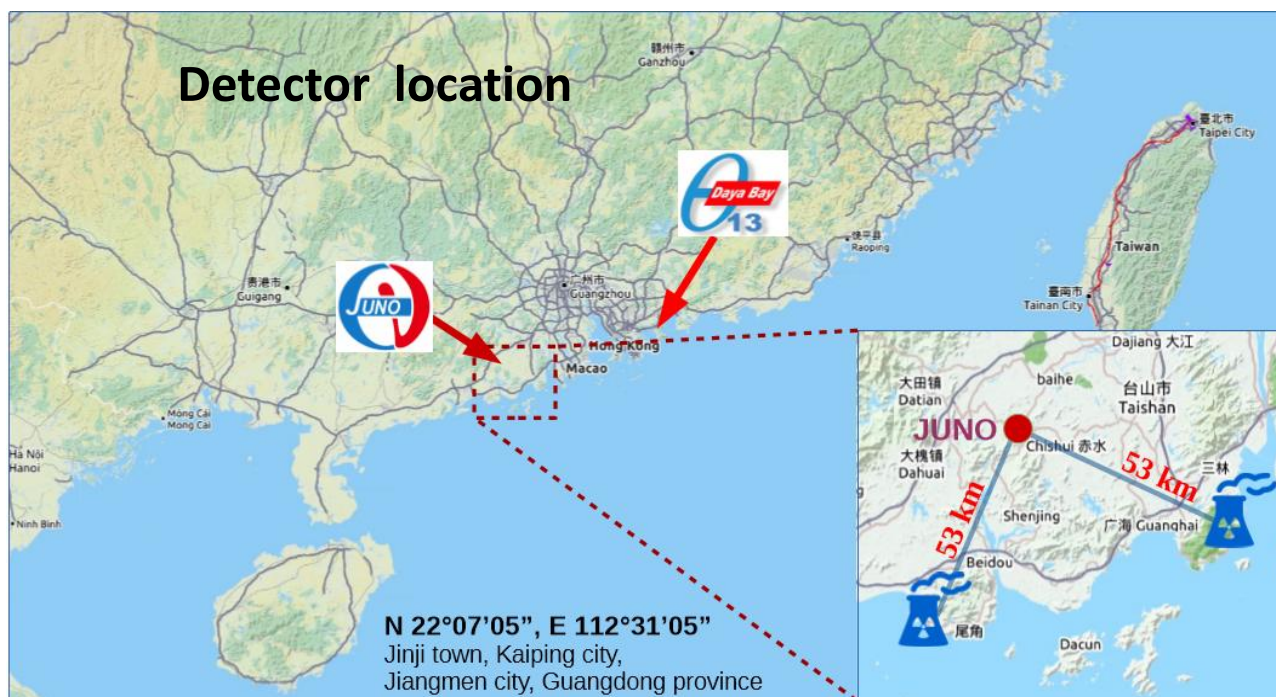 Detector location
赣州市
Ganzhou
臺北市
Taipei City
Daya Bay
θ
13
饶平县
Raoping
Taiwan
贵港市
Guigang
广州市
Guangzhou
臺南市
Tainan City
JUNO
Hong Kong
Macao
Móng Cái
Mong Cai
Hà Nội
Hanoi
Ninh Bình
Dajiang 大江
baihe
大田镇
Datian
台山市
Taishan
JUNO
Chishui 赤水
大槐镇
Dahuai
三林
53 km
53 km
Shenjing
广海 Guanghai
Beidou
尾角
Dacun
N 22°07’05”, E 112°31’05”
Jinji town, Kaiping city,
Jiangmen city, Guangdong province